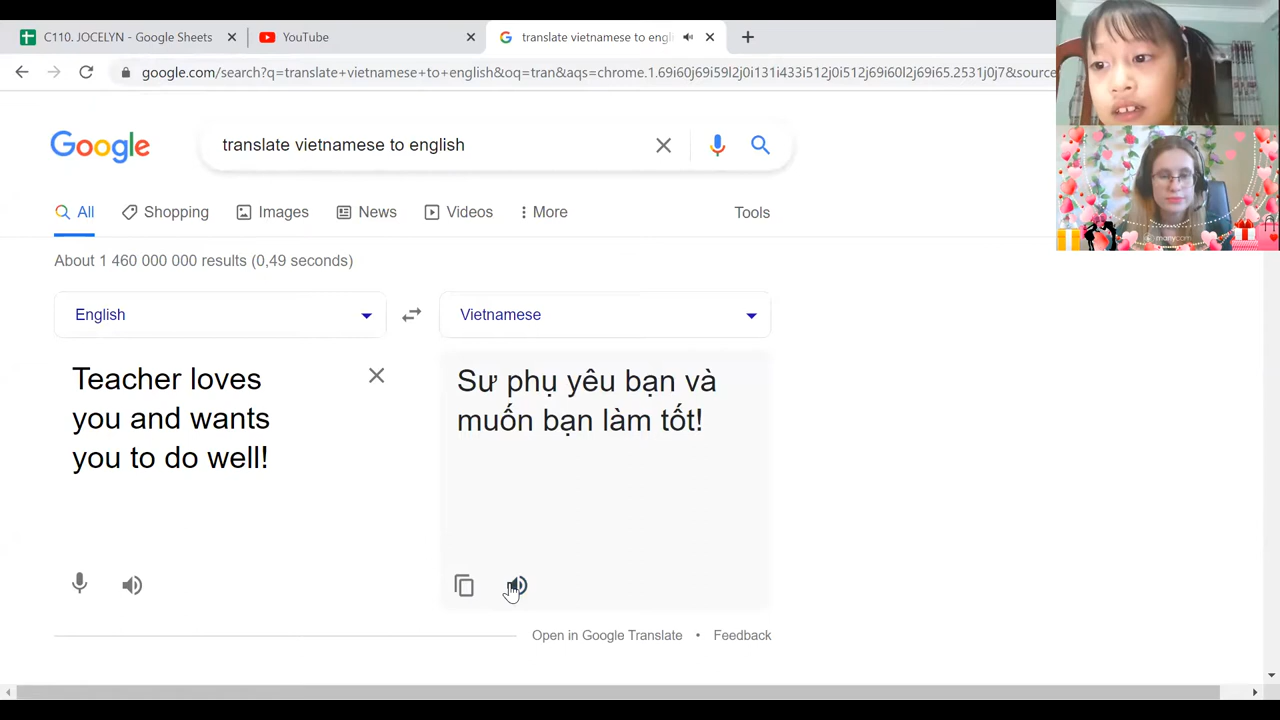 C110. JOCELYN - Google Sheets
YouTube
translate vietnamese to engl
google.com/search?q=translate+vietnamese+to+english&oq=tran&aqs=chrome.1.69i60j69i59l2j0i131i433i512j0i512j69i60l2j69i65.2531j0j7&source
Google
translate vietnamese to english
All
Shopping
Images
News
Videos
More
Tools
About 1 460 000 000 results (0,49 seconds)
English
Vietnamese
Teacher loves
you and wants
you to do well!
Sư phụ yêu bạn và
muốn bạn làm tốt!
Open in Google Translate • Feedback
manycam